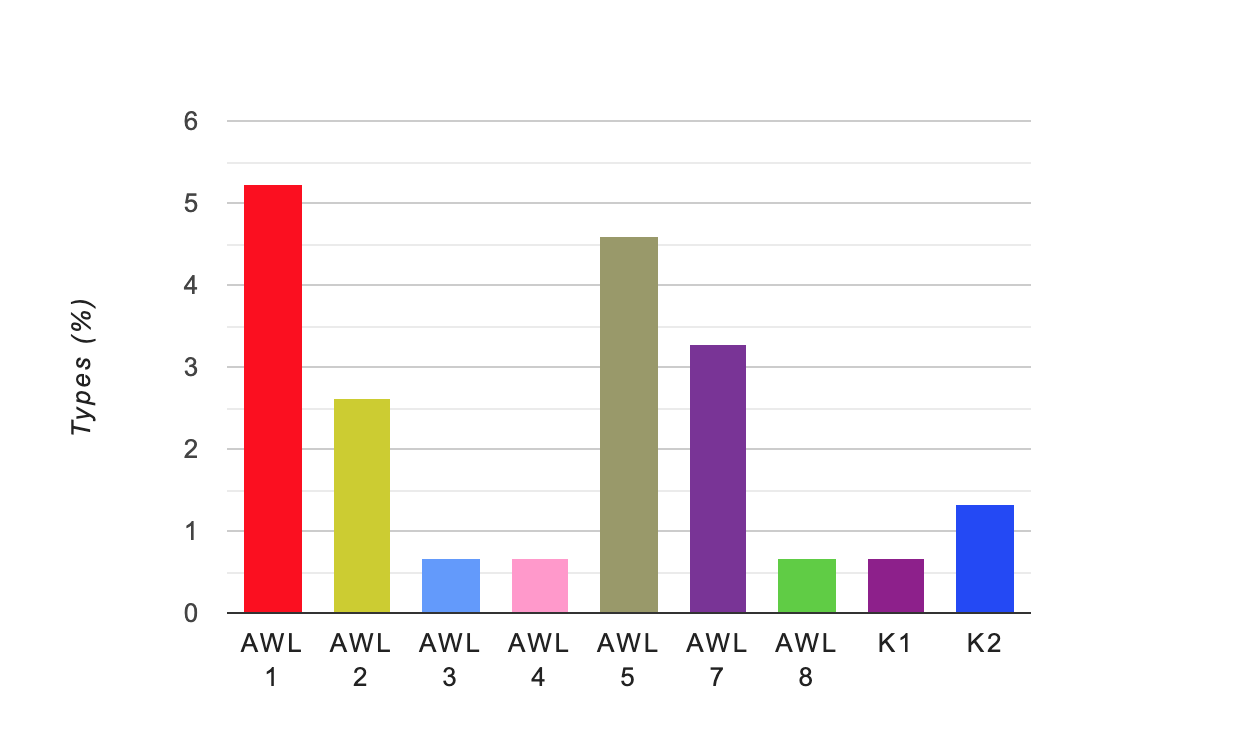 6
5
4
3
2
1
0
Types (%)
AWL 1
AWL 2
AWL 3
AWL 4
AWL 5
AWL 7
AWL 8
K1
K2